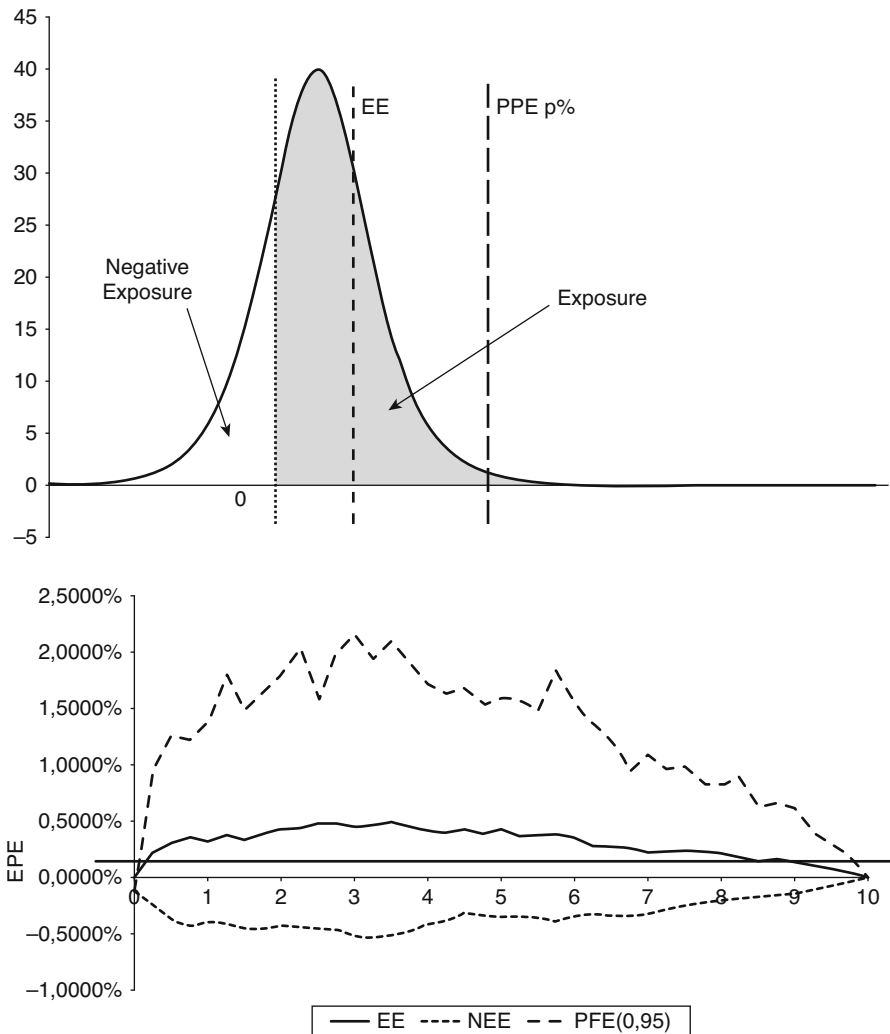 45
40
35
30
25
20
15
10
5
0
–5
EE
PPE p%
Negative
Exposure
Exposure
0
2,5000%
2,0000%
1,5000%
1,0000%
0,5000%
0,0000%
–0,5000%
–1,0000%
EPE
0 1 2 3 4 5 6 7 8 9 10
EE NEE PFE(0,95)